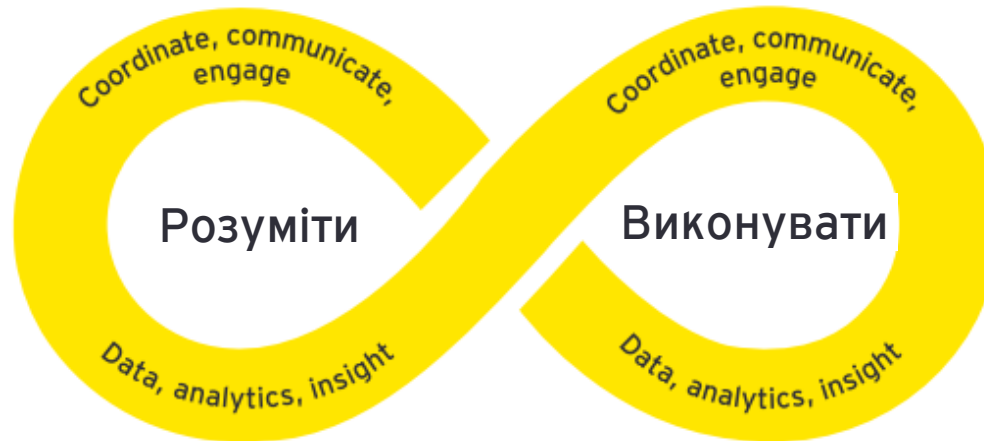 Coordinate, communicate,
engage
Розуміти
Data, analytics, insight
Coordinate, communicate,
engage
Виконувати
Data, analytics, insight